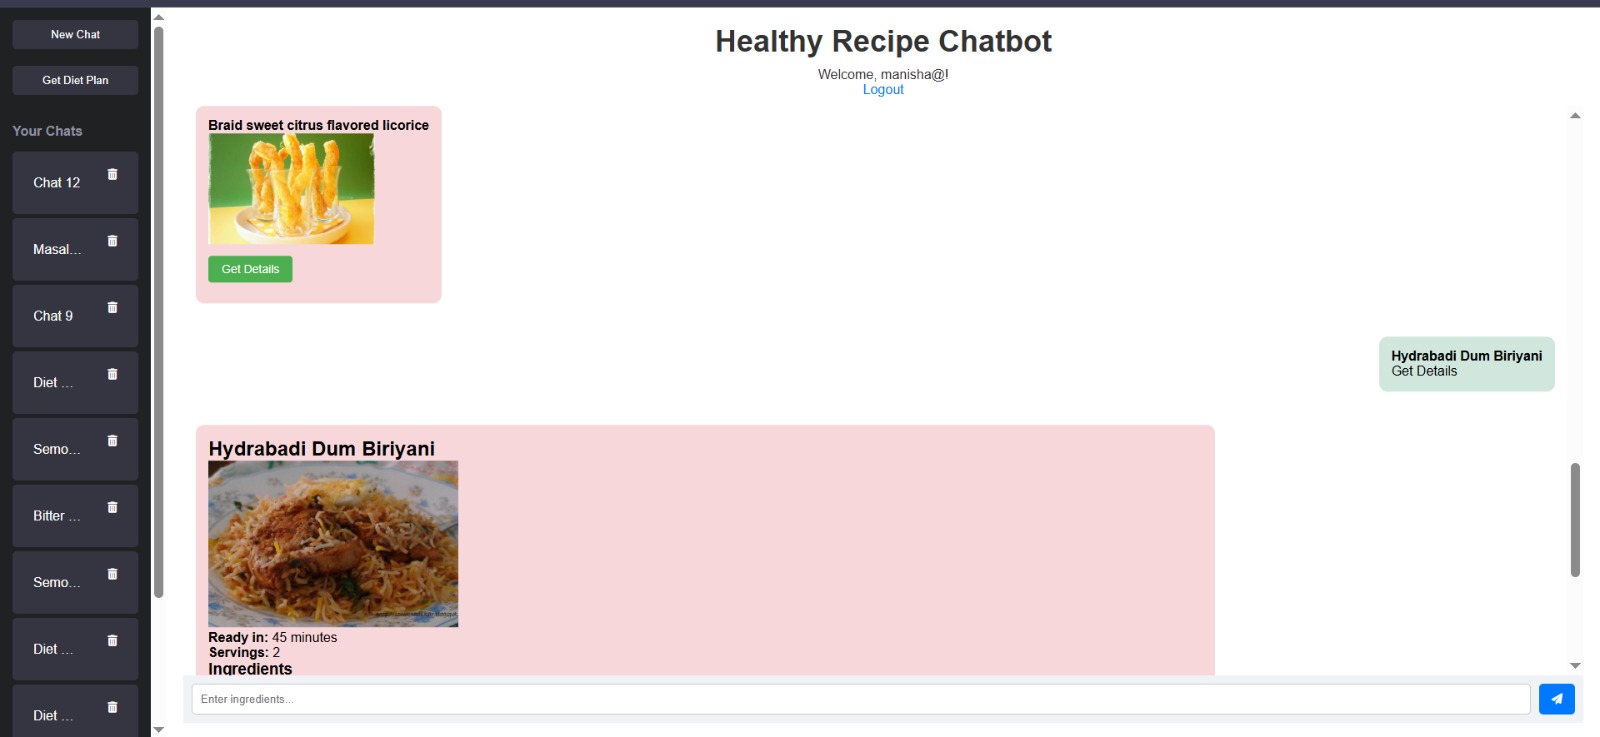 New Chat
Get Diet Plan
Your Chats
Chat 12
Masal...
Chat 9
Diet ...
Semo...
Bitter ...
Semo...
Diet ...
Diet ...
Healthy Recipe Chatbot
Welcome, manisha@!
Logout
Braid sweet citrus flavored licorice
Get Details
Hydrabadi Dum Biriyani
Get Details
Hydrabadi Dum Biriyani
Ready in: 45 minutes
Servings: 2
Ingredients
Enter ingredients...